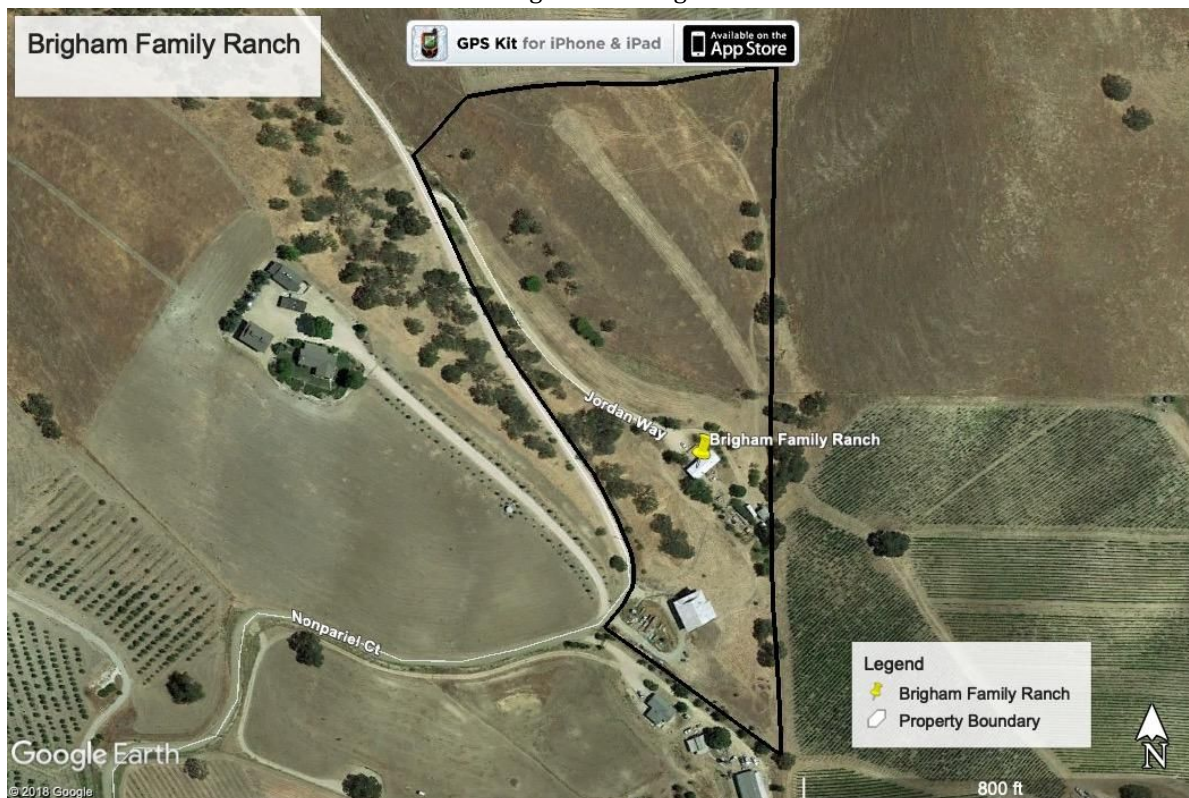 Brigham Family Ranch
GPS Kit for iPhone & iPad
Available on the
App Store
Jordan Way
Brigham Family Ranch
Nonpariel Ct
Legend
Brigham Family Ranch
Property Boundary
N
Google Earth
© 2018 Google
800 ft